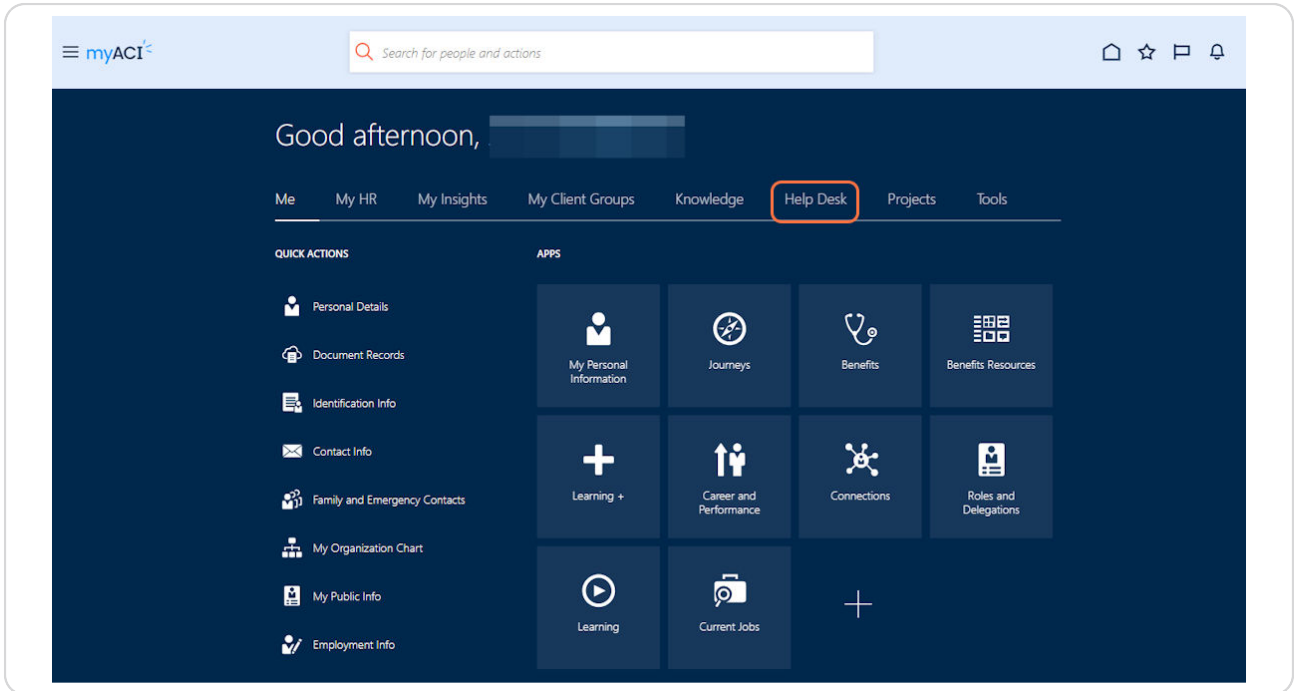 myACI
Search for people and actions
Good afternoon,
Me My HR My Insights My Client Groups Knowledge Help Desk Projects Tools
QUICK ACTIONS
Personal Details
Document Records
Identification Info
Contact Info
Family and Emergency Contacts
My Organization Chart
My Public Info
Employment Info
APPS
My Personal
Information
Journeys
Benefits
Benefits Resources
Learning +
Career and
Performance
Connections
Roles and
Delegations
Learning
Current Jobs